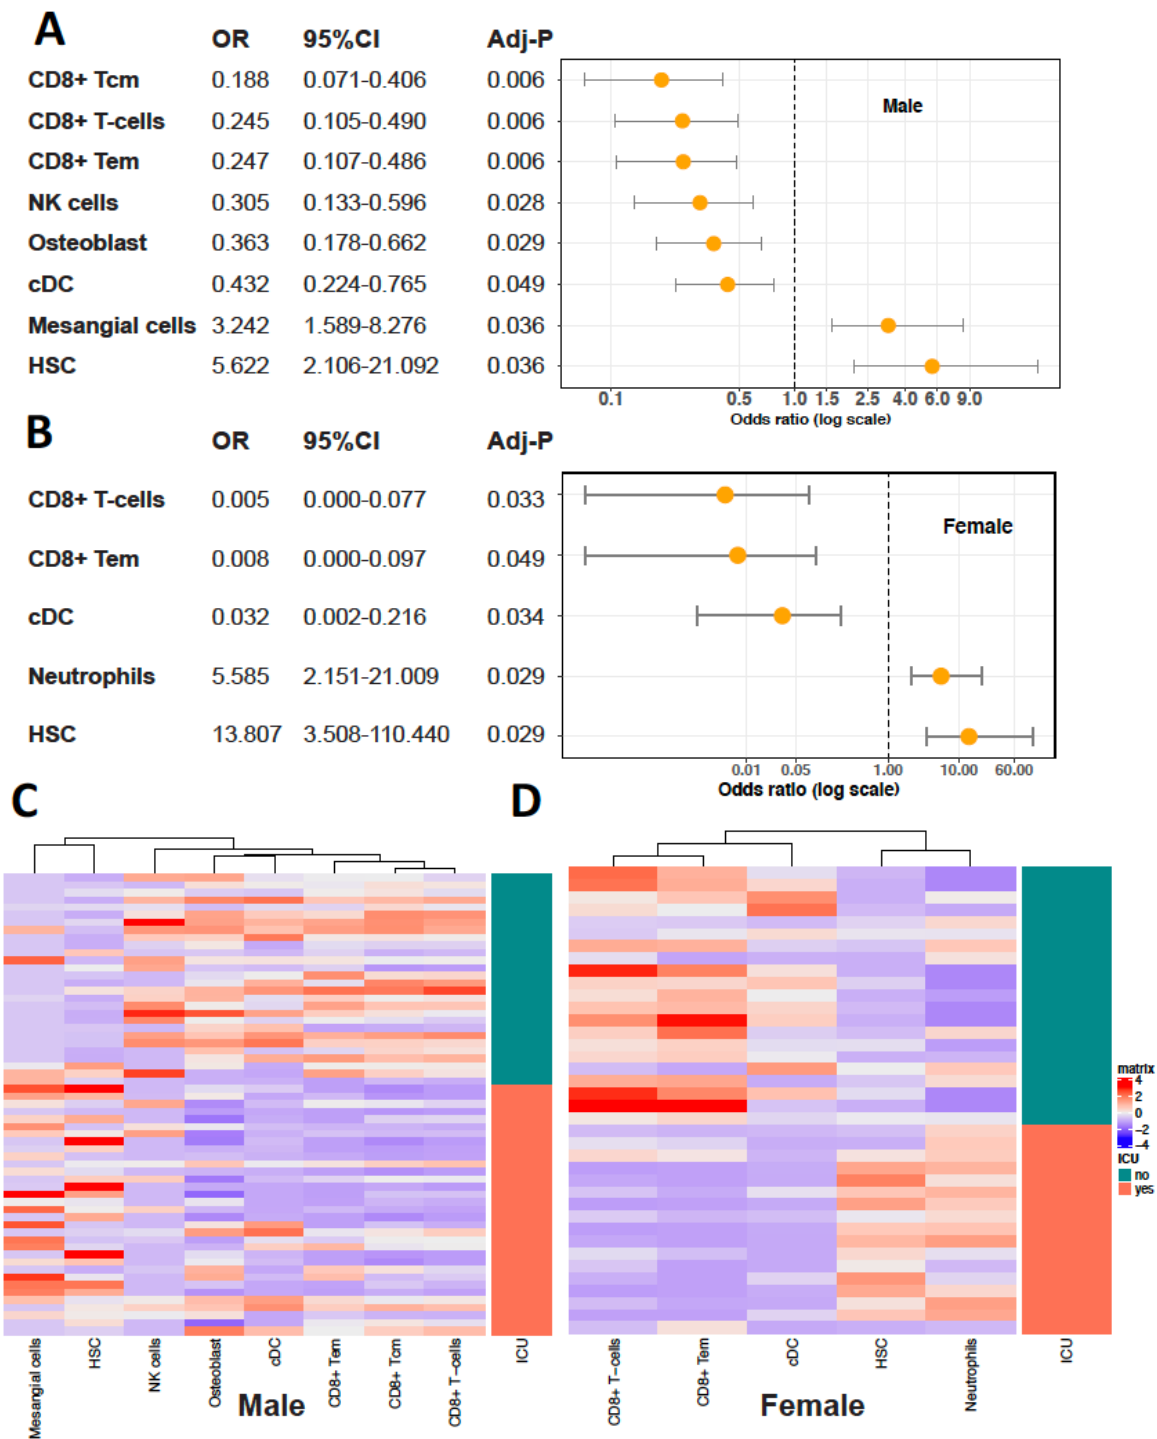 A
OR 95%CI Adj-P
CD8+ Tcm 0.188 0.071-0.406 0.006
CD8+ T-cells 0.245 0.105-0.490 0.006
CD8+ Tem 0.247 0.107-0.486 0.006
NK cells 0.305 0.133-0.596 0.028
Osteoblast 0.363 0.178-0.662 0.029
cDC 0.432 0.224-0.765 0.049
Mesangial cells 3.242 1.589-8.276 0.036
HSC 5.622 2.106-21.092 0.036
Male
0.1 0.5 1.0 1.5 2.5 4.0 6.0 9.0
Odds ratio (log scale)
B
OR 95%CI Adj-P
CD8+ T-cells 0.005 0.000-0.077 0.033
CD8+ Tem 0.008 0.000-0.097 0.049
cDC 0.032 0.002-0.216 0.034
Neutrophils 5.585 2.151-21.009 0.029
HSC 13.807 3.508-110.440 0.029
Female
0.01 0.05 1.00 10.00 60.00
Odds ratio (log scale)
C
Mesangial cells
HSC
NK cells
Osteoblast
cDC
CD8+ Tem
CD8+ Tcm
CD8+ T-cells
ICU
Male
D
CD8+ T-cells
CD8+ Tem
cDC
HSC
Neutrophils
ICU
Female
matrix
4
2
0
-2
-4
ICU
no
yes